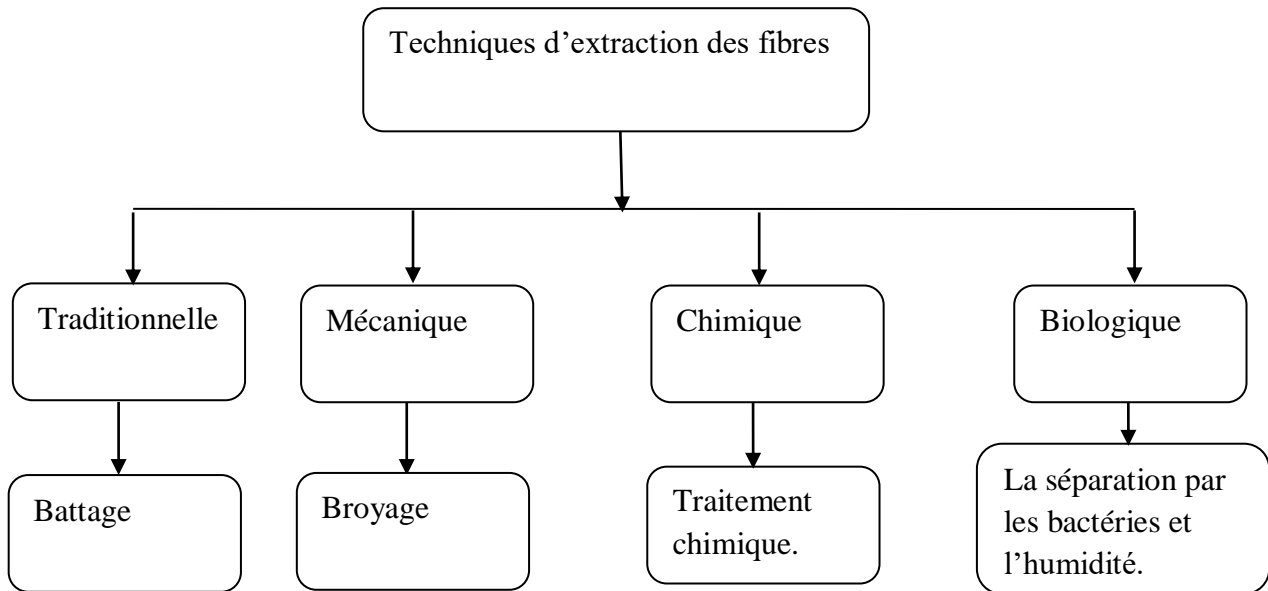 Techniques d’extraction des fibres
Traditionnelle
Mécanique
Chimique
Biologique
Battage
Broyage
Traitement
chimique.
La séparation par
les bactéries et
l’humidité.